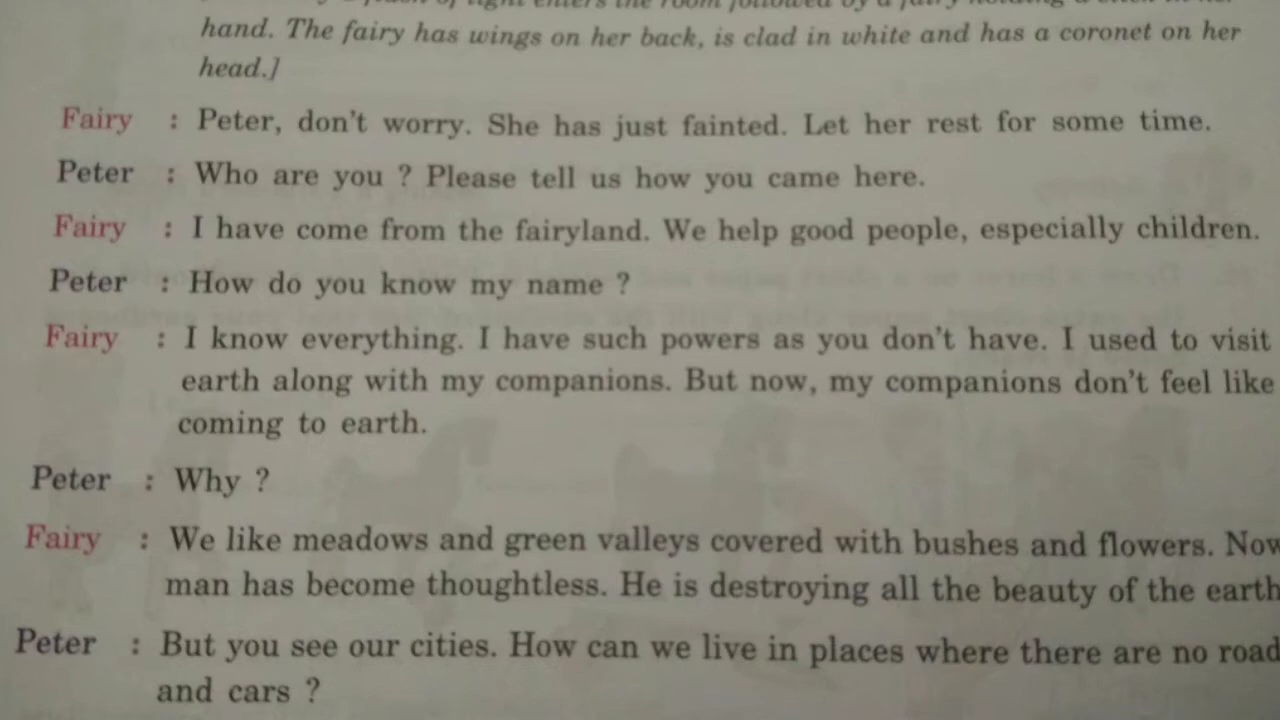 hand. The fairy has wings on her back, is clad in white and has a coronet on her
head.]
Fairy : Peter, don't worry. She has just fainted. Let her rest for some time.
Peter : Who are you ? Please tell us how you came here.
Fairy : I have come from the fairyland. We help good people, especially children.
Peter : How do you know my name ?
Fairy : I know everything. I have such powers as you don't have. I used to visit
earth along with my companions. But now, my companions don't feel like
coming to earth.
Peter : Why ?
Fairy : We like meadows and green valleys covered with bushes and flowers. Now
man has become thoughtless. He is destroying all the beauty of the earth
Peter : But you see our cities. How can we live in places where there are no road
and cars ?